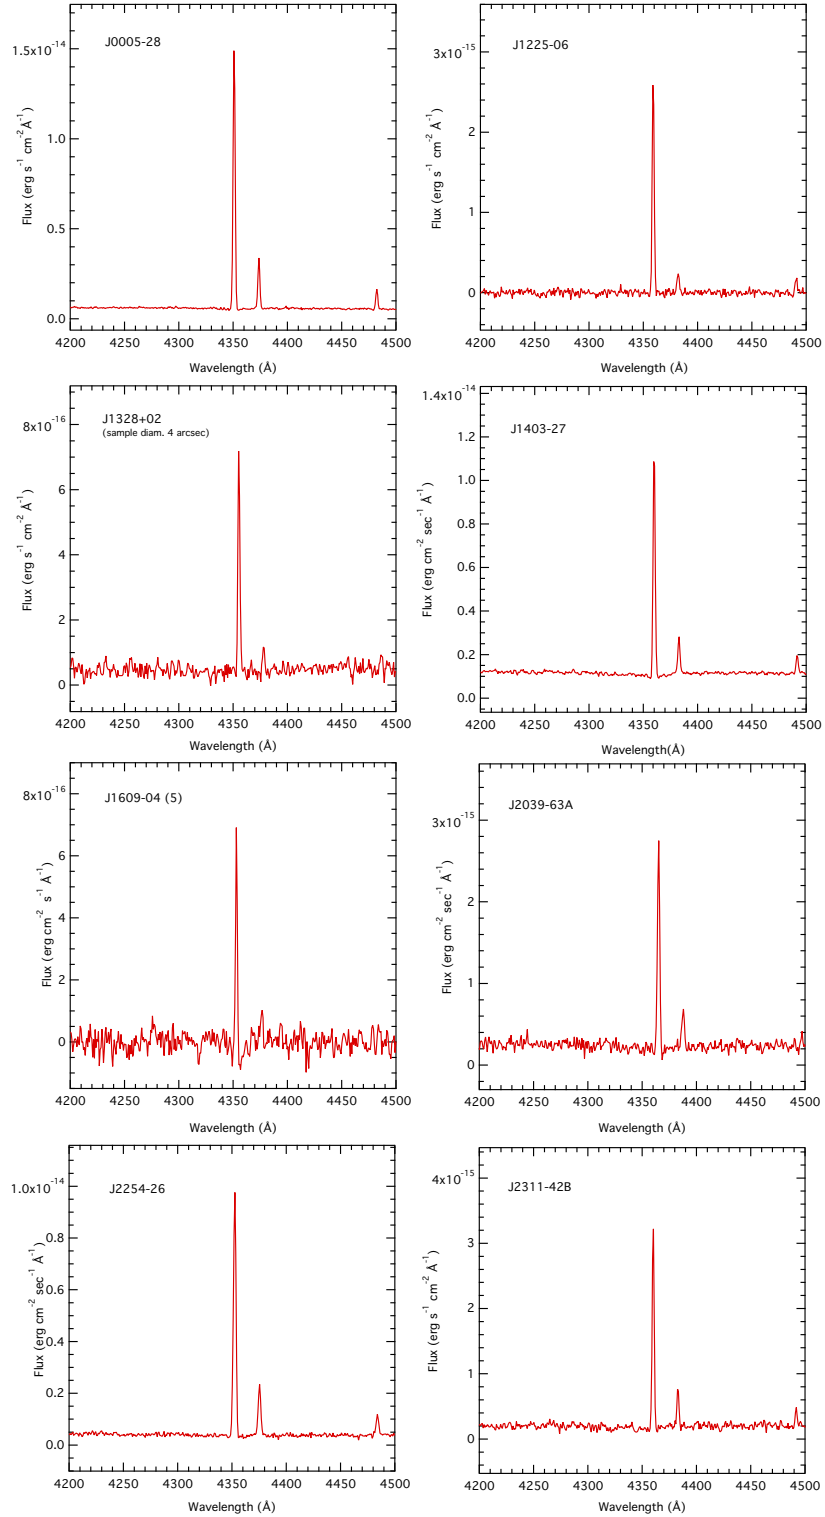 J0005-28
1.5x10⁻¹⁴
1.0
0.5
0.0
Flux (erg s⁻¹ cm⁻² Å⁻¹)
4200 4250 4300 4350 4400 4450 4500
Wavelength (Å)
J1225-06
3x10⁻¹⁵
2
1
0
Flux (erg s⁻¹ cm⁻² Å⁻¹)
4200 4250 4300 4350 4400 4450 4500
Wavelength (Å)
J1328+02
(sample diam. 4 arcsec)
8x10⁻¹⁶
6
4
2
0
Flux (erg s⁻¹ cm⁻² Å⁻¹)
4200 4250 4300 4350 4400 4450 4500
Wavelength (Å)
J1403-27
1.4x10⁻¹⁴
1.2
1.0
0.8
0.6
0.4
0.2
0.0
Flux (erg cm⁻² sec⁻¹ Å⁻¹)
4200 4250 4300 4350 4400 4450 4500
Wavelength(Å)
J1609-04 (5)
8x10⁻¹⁶
6
4
2
0
Flux (erg cm⁻² s⁻¹ Å⁻¹)
4200 4250 4300 4350 4400 4450 4500
Wavelength (Å)
J2039-63A
3x10⁻¹⁵
2
1
0
Flux (erg cm⁻² sec⁻¹ Å⁻¹)
4200 4250 4300 4350 4400 4450 4500
Wavelength (Å)
J2254-26
1.0x10⁻¹⁴
0.8
0.6
0.4
0.2
0.0
Flux (erg cm⁻² sec⁻¹ Å⁻¹)
4200 4250 4300 4350 4400 4450 4500
Wavelength (Å)
J2311-42B
4x10⁻¹⁵
3
2
1
0
Flux (erg s⁻¹ cm⁻² Å⁻¹)
4200 4250 4300 4350 4400 4450 4500
Wavelength (Å)